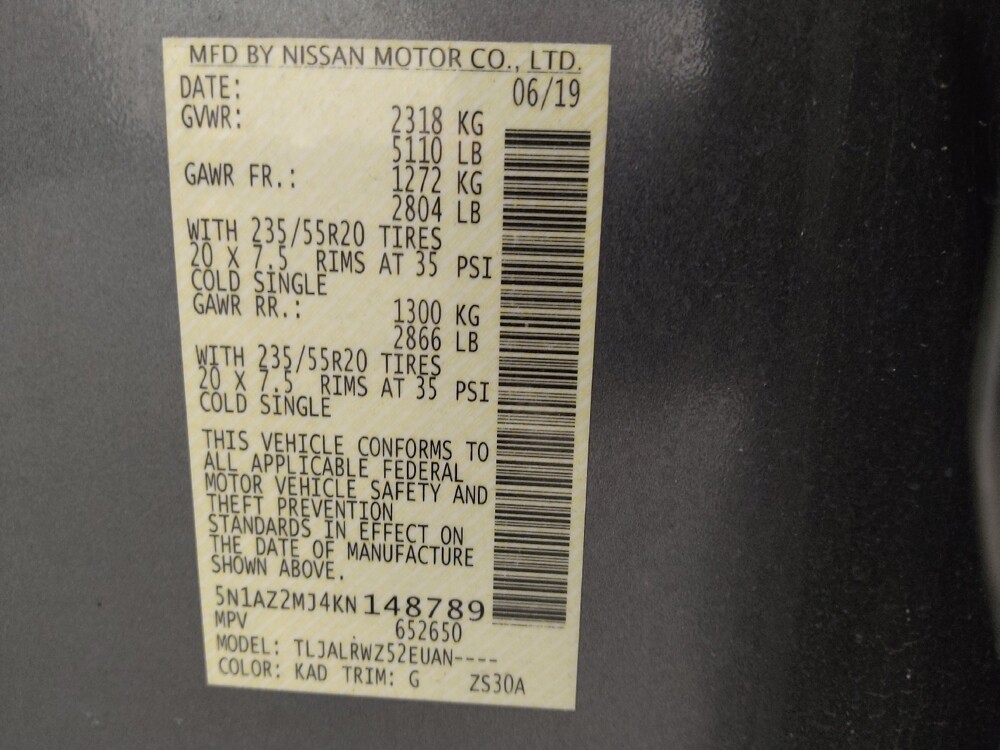 MFD BY NISSAN MOTOR CO., LTD.
DATE: 06/19
GVWR: 2318 KG
5110 LB
GAWR FR.: 1272 KG
2804 LB
WITH 235/55R20 TIRES
20 X 7.5 RIMS AT 35 PSI
COLD SINGLE
GAWR RR.: 1300 KG
2866 LB
WITH 235/55R20 TIRES
20 X 7.5 RIMS AT 35 PSI
COLD SINGLE
THIS VEHICLE CONFORMS TO
ALL APPLICABLE FEDERAL
MOTOR VEHICLE SAFETY AND
THEFT PREVENTION
STANDARDS IN EFFECT ON
THE DATE OF MANUFACTURE
SHOWN ABOVE.
5N1AZ2MJ4KN148789
MPV 652650
MODEL: TLJALRWZ52EUAN----
COLOR: KAD TRIM: G ZS30A